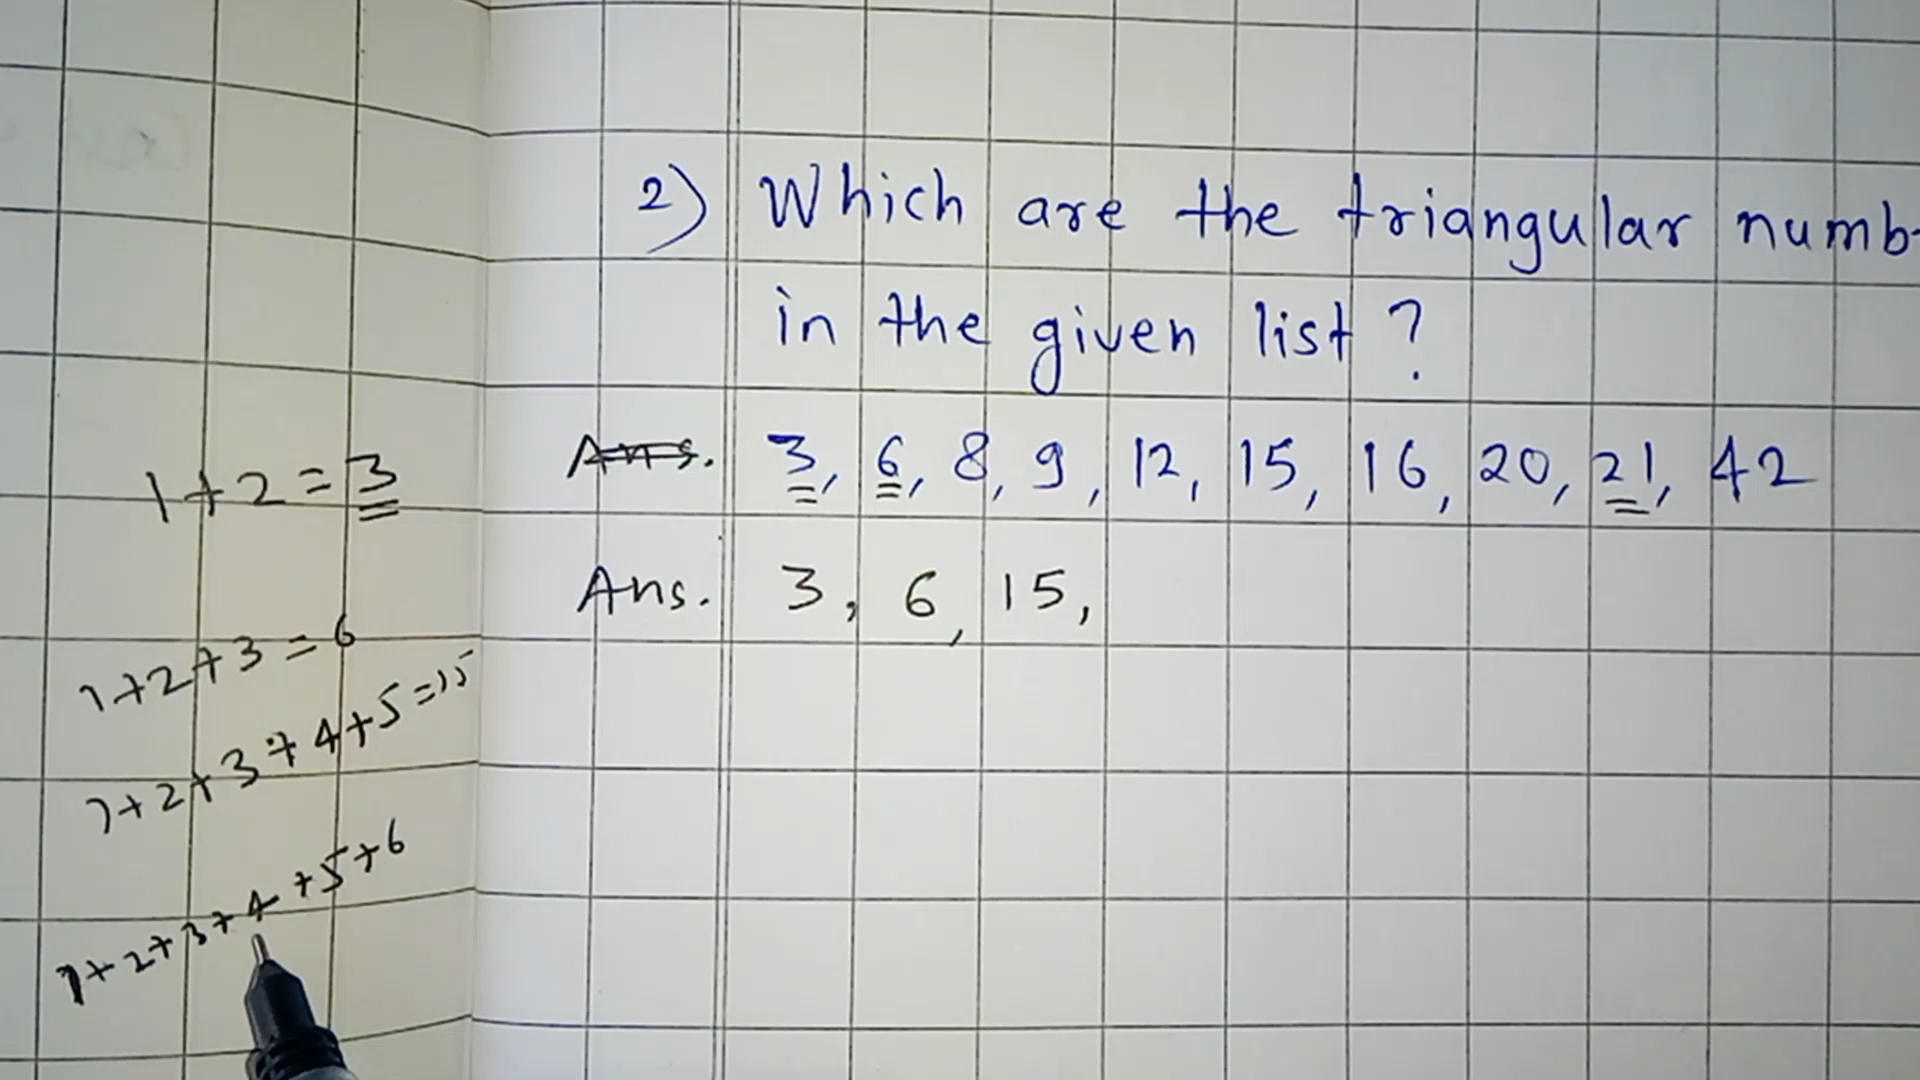 2) Which are the triangular numb
in the given list ?
Ans. 3, 6, 8, 9, 12, 15, 16, 20, 21, 42
Ans. 3, 6, 15,
1+2=3
1+2+3=6
1+2+3+4+5=15
1+2+3+4+5+6